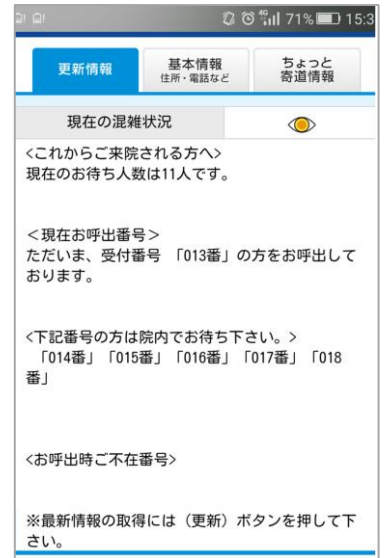 4G 71% 15:3
更新情報
基本情報
住所・電話など
ちょっと
寄道情報
現在の混雑状況
<これからご来院される方へ>
現在のお待ち人数は11人です。
<現在お呼出番号>
ただいま、受付番号 「013番」の方をお呼出して
おります。
<下記番号の方は院内でお待ち下さい。>
「014番」「015番」「016番」「017番」「018
番」
<お呼出時ご不在番号>
※最新情報の取得には（更新）ボタンを押して下
さい。